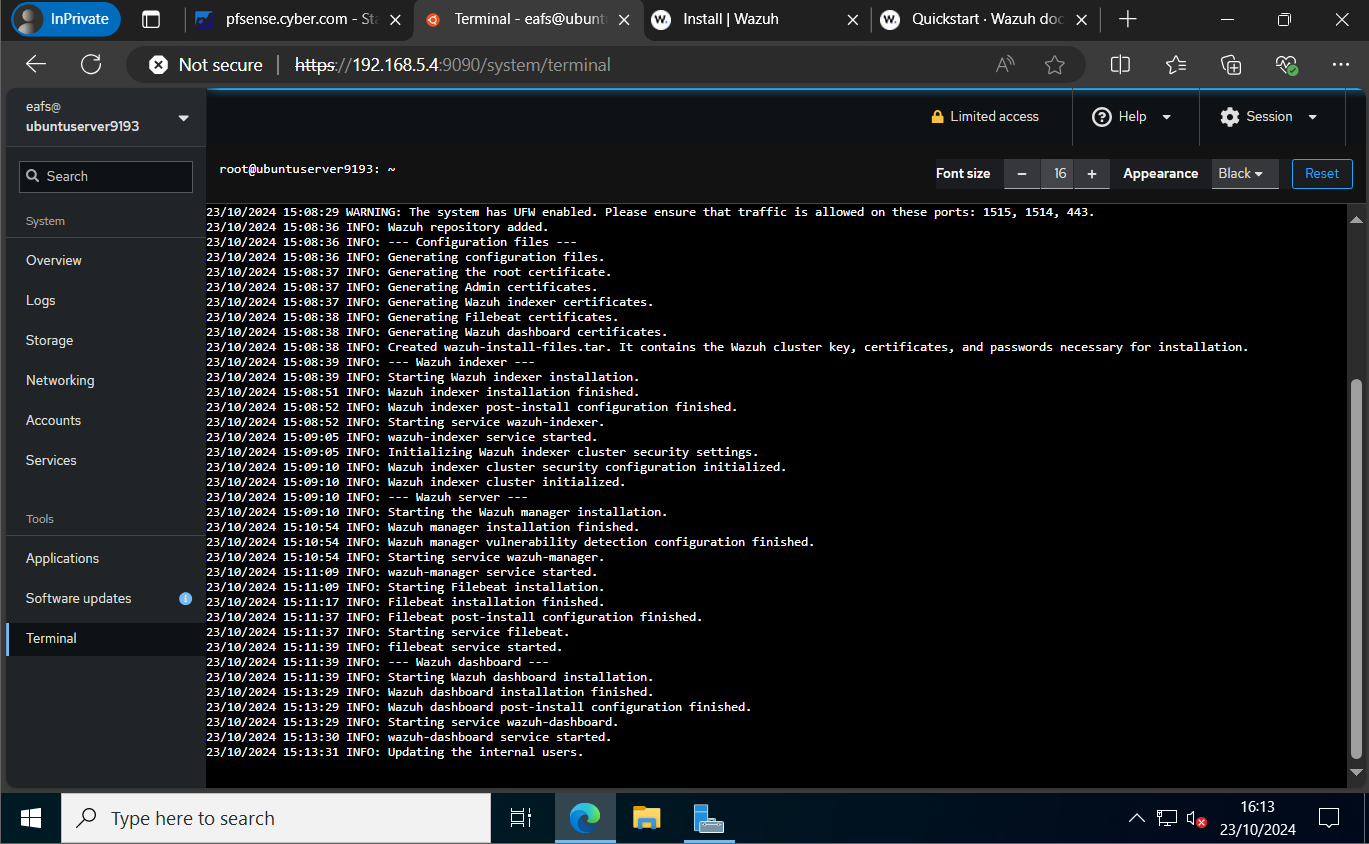 InPrivate
pfsense.cyber.com - Sta
Terminal - eafs@ubunt
W.
Install | Wazuh
W.
Quickstart · Wazuh doc
Not secure
https://192.168.5.4:9090/system/terminal
eafs@
ubuntuserver9193
Limited access
Help
Session
Search
root@ubuntuserver9193: ~
Font size
16
Appearance
Black
Reset
System
Overview
Logs
Storage
Networking
Accounts
Services
Tools
Applications
Software updates
Terminal
23/10/2024 15:08:29 WARNING: The system has UFW enabled. Please ensure that traffic is allowed on these ports: 1515, 1514, 443.
23/10/2024 15:08:36 INFO: Wazuh repository added.
23/10/2024 15:08:36 INFO: --- Configuration files ---
23/10/2024 15:08:36 INFO: Generating configuration files.
23/10/2024 15:08:37 INFO: Generating the root certificate.
23/10/2024 15:08:37 INFO: Generating Admin certificates.
23/10/2024 15:08:37 INFO: Generating Wazuh indexer certificates.
23/10/2024 15:08:38 INFO: Generating Filebeat certificates.
23/10/2024 15:08:38 INFO: Generating Wazuh dashboard certificates.
23/10/2024 15:08:38 INFO: Created wazuh-install-files.tar. It contains the Wazuh cluster key, certificates, and passwords necessary for installation.
23/10/2024 15:08:39 INFO: --- Wazuh indexer ---
23/10/2024 15:08:39 INFO: Starting Wazuh indexer installation.
23/10/2024 15:08:51 INFO: Wazuh indexer installation finished.
23/10/2024 15:08:52 INFO: Wazuh indexer post-install configuration finished.
23/10/2024 15:08:52 INFO: Starting service wazuh-indexer.
23/10/2024 15:09:05 INFO: wazuh-indexer service started.
23/10/2024 15:09:05 INFO: Initializing Wazuh indexer cluster security settings.
23/10/2024 15:09:10 INFO: Wazuh indexer cluster security configuration initialized.
23/10/2024 15:09:10 INFO: Wazuh indexer cluster initialized.
23/10/2024 15:09:10 INFO: --- Wazuh server ---
23/10/2024 15:09:10 INFO: Starting the Wazuh manager installation.
23/10/2024 15:10:54 INFO: Wazuh manager installation finished.
23/10/2024 15:10:54 INFO: Wazuh manager vulnerability detection configuration finished.
23/10/2024 15:10:54 INFO: Starting service wazuh-manager.
23/10/2024 15:11:09 INFO: wazuh-manager service started.
23/10/2024 15:11:09 INFO: Starting Filebeat installation.
23/10/2024 15:11:17 INFO: Filebeat installation finished.
23/10/2024 15:11:37 INFO: Filebeat post-install configuration finished.
23/10/2024 15:11:37 INFO: Starting service filebeat.
23/10/2024 15:11:39 INFO: filebeat service started.
23/10/2024 15:11:39 INFO: --- Wazuh dashboard ---
23/10/2024 15:11:39 INFO: Starting Wazuh dashboard installation.
23/10/2024 15:13:29 INFO: Wazuh dashboard installation finished.
23/10/2024 15:13:29 INFO: Wazuh dashboard post-install configuration finished.
23/10/2024 15:13:29 INFO: Starting service wazuh-dashboard.
23/10/2024 15:13:30 INFO: wazuh-dashboard service started.
23/10/2024 15:13:31 INFO: Updating the internal users.
Type here to search
16:13
23/10/2024